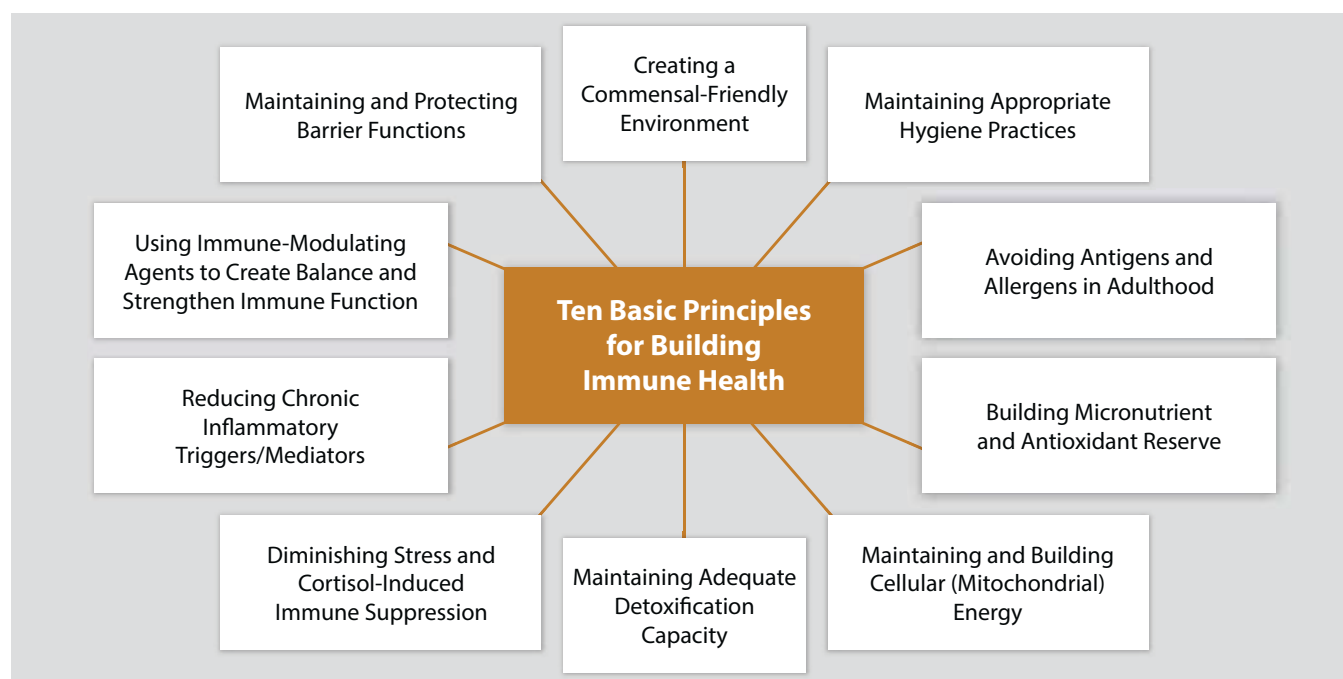 Creating a
Commensal-Friendly
Environment
Maintaining Appropriate
Hygiene Practices
Avoiding Antigens and
Allergens in Adulthood
Building Micronutrient
and Antioxidant Reserve
Maintaining and Building
Cellular (Mitochondrial)
Energy
Maintaining Adequate
Detoxification
Capacity
Diminishing Stress and
Cortisol-Induced
Immune Suppression
Reducing Chronic
Inflammatory
Triggers/Mediators
Using Immune-Modulating
Agents to Create Balance and
Strengthen Immune Function
Maintaining and Protecting
Barrier Functions
Ten Basic Principles
for Building
Immune Health